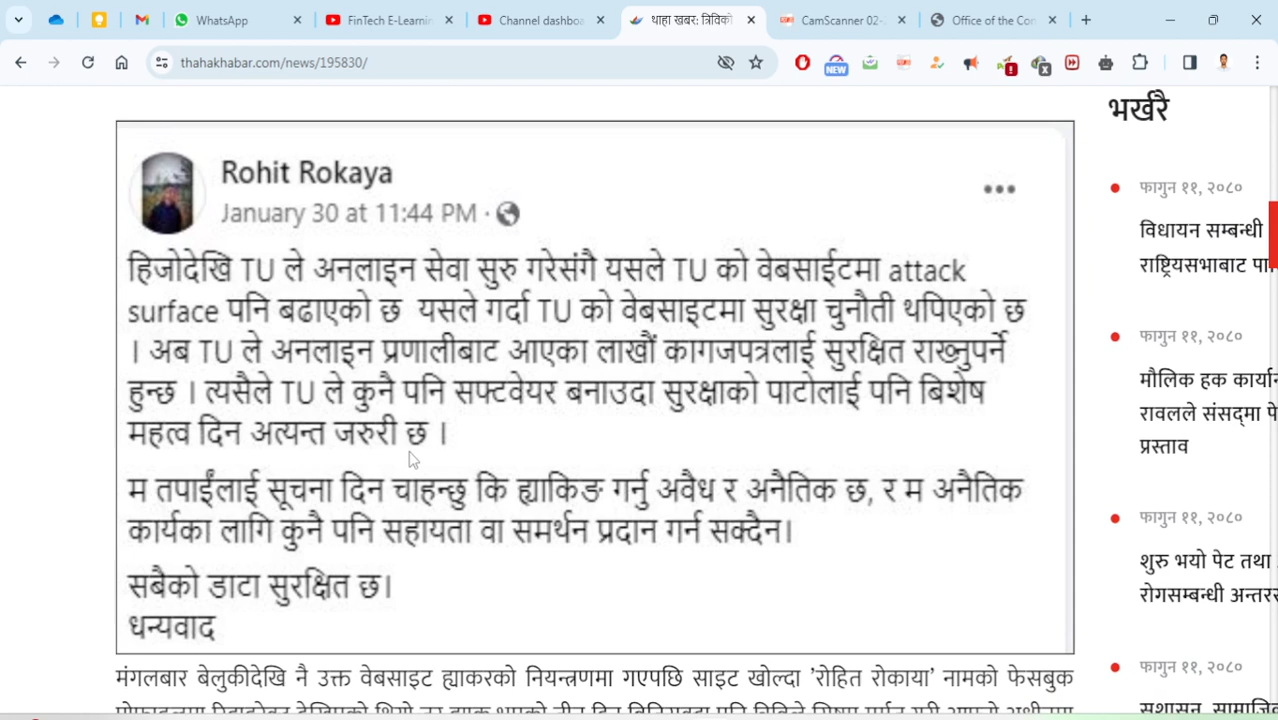 WhatsApp
FinTech E-Learnin
Channel dashboa
थाहा खबर: त्रिविको
CamScanner 02-
Office of the Con
thahakhabar.com/news/195830/
NEW
Rohit Rokaya
January 30 at 11:44 PM ·
हिजोदेखि TU ले अनलाइन सेवा सुरु गरेसंगै यसले TU को वेबसाईटमा attack
surface पनि बढाएको छ यसले गर्दा TU को वेबसाइटमा सुरक्षा चुनौती थपिएको छ
। अब TU ले अनलाइन प्रणालीबाट आएका लाखौं कागजपत्रलाई सुरक्षित राख्नुपर्ने
हुन्छ । त्यसैले TU ले कुनै पनि सफ्टवेयर बनाउदा सुरक्षाको पाटोलाई पनि बिशेष
महत्व दिन अत्यन्त जरुरी छ ।
म तपाईंलाई सूचना दिन चाहन्छु कि ह्याकिङ गर्नु अवैध र अनैतिक छ, र म अनैतिक
कार्यका लागि कुनै पनि सहायता वा समर्थन प्रदान गर्न सक्दैन।
सबैको डाटा सुरक्षित छ।
धन्यवाद
मंगलबार बेलुकीदेखि नै उक्त वेबसाइट ह्याकरको नियन्त्रणमा गएपछि साइट खोल्दा 'रोहित रोकाया' नामको फेसबुक
भर्खरै
फागुन ११, २०८०
विधायन सम्बन्धी
राष्ट्रियसभाबाट पा
फागुन ११, २०८०
मौलिक हक कार्या
रावलले संसद्‌मा पे
प्रस्ताव
फागुन ११, २०८०
शुरु भयो पेट तथा
रोगसम्बन्धी अन्तर
फागुन ११, २०८०
सुशासन, सामाजि